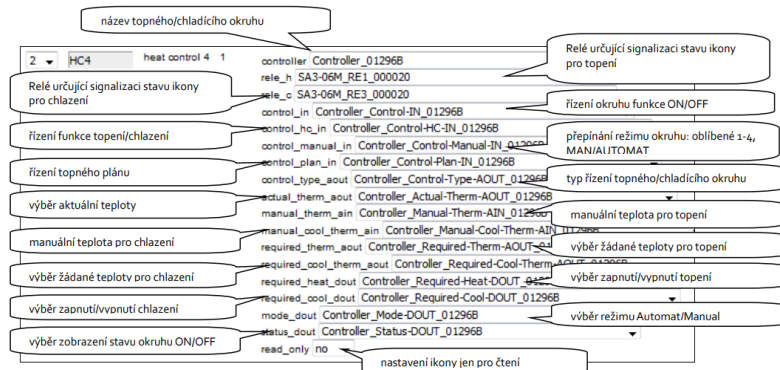 název topného/chladícího okruhu
2 HC4 heat control 4 1
controller Controller_01296B
Relé určující signalizaci stavu ikony
pro topení
rele_h SA3-06M_RE1_000020
Relé určující signalizaci stavu ikony
pro chlazení
rele_c SA3-06M_RE3_000020
control_in Controller_Control-IN_01296B
řízení okruhu funkce ON/OFF
řízení funkce topení/chlazení
control_hc_in Controller_Control-HC-IN_01296B
control_manual_in Controller_Control-Manual-IN_01296B
přepínání režimu okruhu: oblíbené 1-4,
MAN/AUTOMAT
řízení topného plánu
control_plan_in Controller_Control-Plan-IN_01296B
control_type_aout Controller_Control-Type-AOUT_01296B
typ řízení topného/chladícího okruhu
výběr aktuální teploty
actual_therm_aout Controller_Actual-Therm-AOUT_01296B
manual_therm_ain Controller_Manual-Therm-AIN_01296B
manuální teplota pro topení
manuální teplota pro chlazení
manual_cool_therm_ain Controller_Manual-Cool-Therm-AIN_01296B
required_therm_aout Controller_Required-Therm-AOUT_01296B
výběr žádané teploty pro topení
výběr žádané teploty pro chlazení
required_cool_therm_aout Controller_Required-Cool-Therm-AOUT_01296B
required_heat_dout Controller_Required-Heat-DOUT_01296B
výběr zapnutí/vypnutí topení
výběr zapnutí/vypnutí chlazení
required_cool_dout Controller_Required-Cool-DOUT_01296B
mode_dout Controller_Mode-DOUT_01296B
výběr režimu Automat/Manual
výběr zobrazení stavu okruhu ON/OFF
status_dout Controller_Status-DOUT_01296B
read_only no
nastavení ikony jen pro čtení